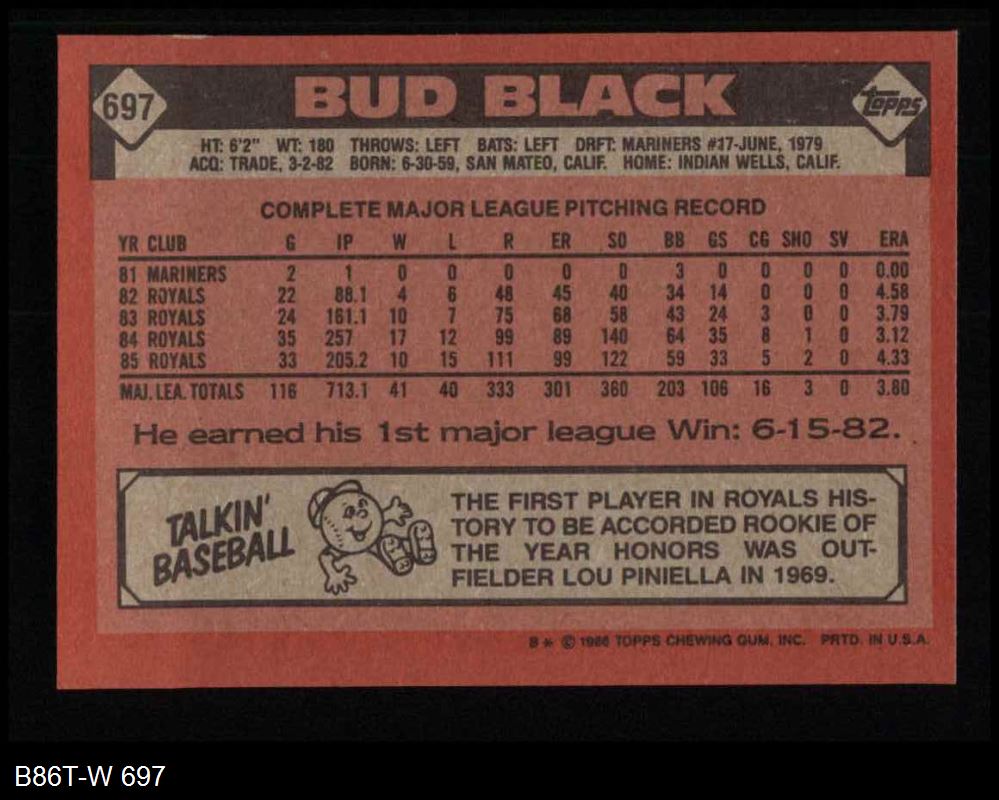 697
BUD BLACK
Topps
HT: 6'2" WT: 180 THROWS: LEFT BATS: LEFT DRFT: MARINERS #17-JUNE, 1979
ACQ: TRADE, 3-2-82 BORN: 6-30-59, SAN MATEO, CALIF. HOME: INDIAN WELLS, CALIF.
COMPLETE MAJOR LEAGUE PITCHING RECORD
YR CLUB G IP W L R ER SO BB GS CG SHO SV ERA
81 MARINERS 2 1 0 0 0 0 0 3 0 0 0 0 0.00
82 ROYALS 22 88.1 4 6 48 45 40 34 14 0 0 0 4.58
83 ROYALS 24 161.1 10 7 75 68 58 43 24 3 0 0 3.79
84 ROYALS 35 257 17 12 99 89 140 64 35 8 1 0 3.12
85 ROYALS 33 205.2 10 15 111 99 122 59 33 5 2 0 4.33
MAJ. LEA. TOTALS 116 713.1 41 40 333 301 360 203 106 16 3 0 3.80
He earned his 1st major league Win: 6-15-82.
TALKIN'
BASEBALL
THE FIRST PLAYER IN ROYALS HIS-
TORY TO BE ACCORDED ROOKIE OF
THE YEAR HONORS WAS OUT-
FIELDER LOU PINIELLA IN 1969.
B* © 1986 TOPPS CHEWING GUM, INC. PRTD. IN U.S.A.
B86T-W 697